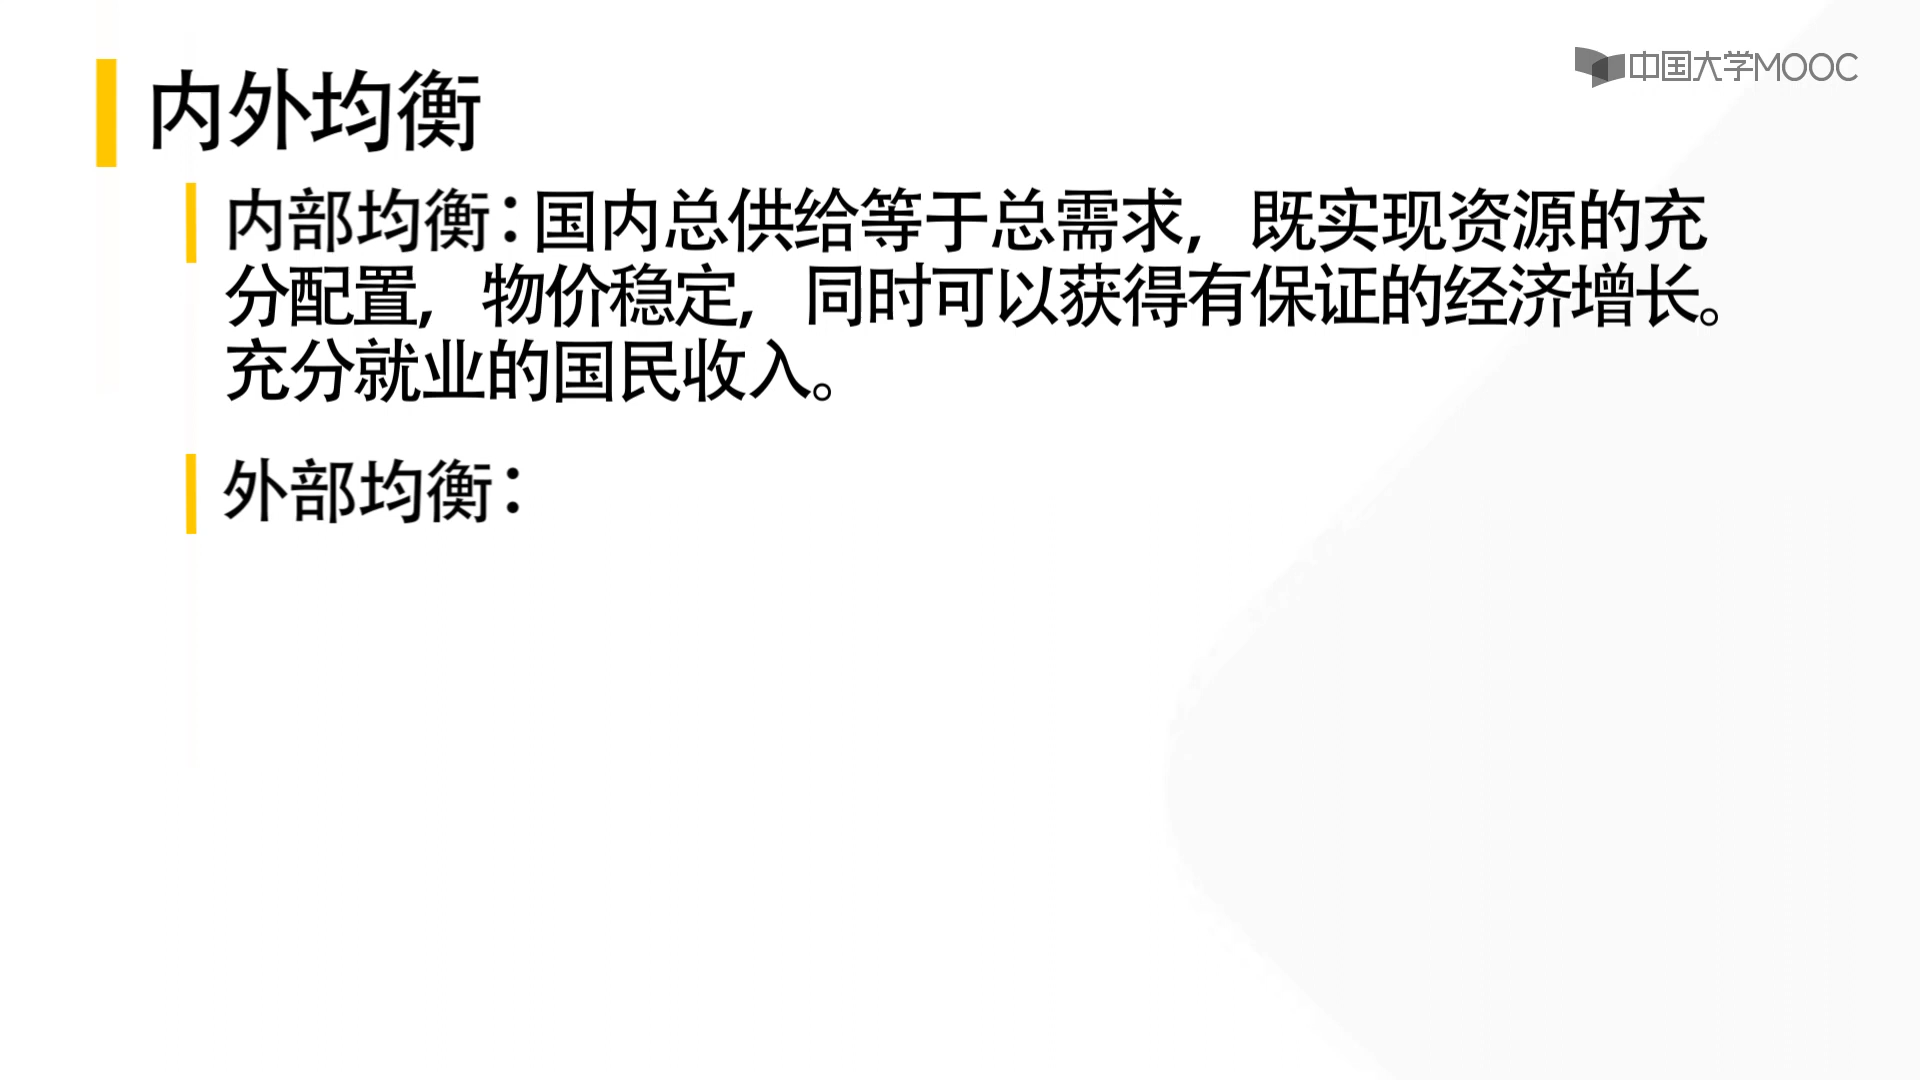 中国大学MOOC
内外均衡
内部均衡：国内总供给等于总需求，既实现资源的充
分配置，物价稳定，同时可以获得有保证的经济增长。
充分就业的国民收入。
外部均衡：